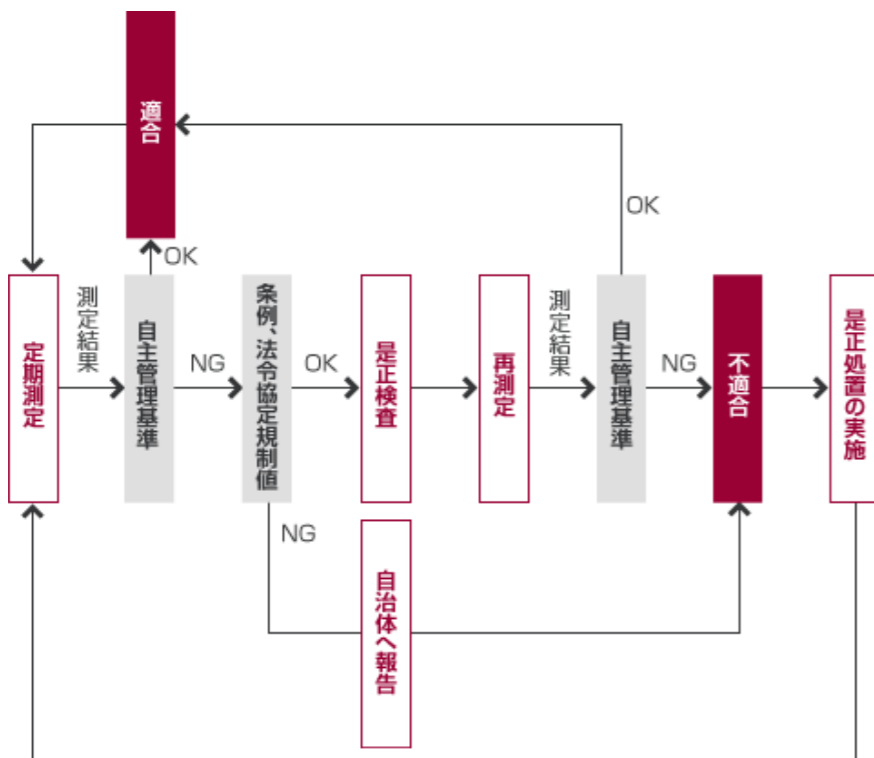 適合
OK
OK
定期測定
測定結果
自主管理基準
NG
条例、法令協定規制値
OK
是正検査
再測定
測定結果
自主管理基準
NG
不適合
是正処置の実施
NG
自治体へ報告